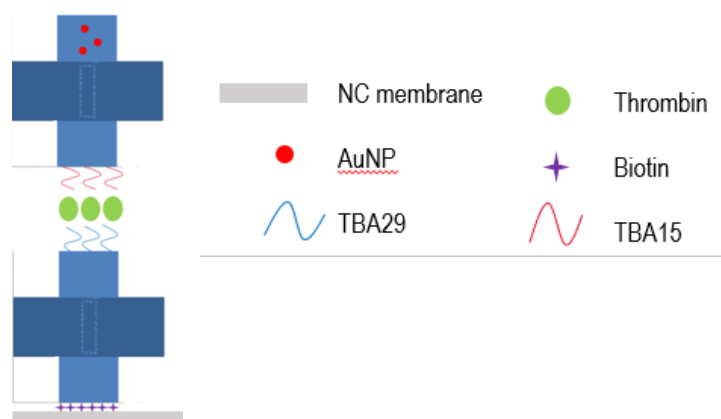 NC membrane
Thrombin
AuNP
Biotin
TBA29
TBA15